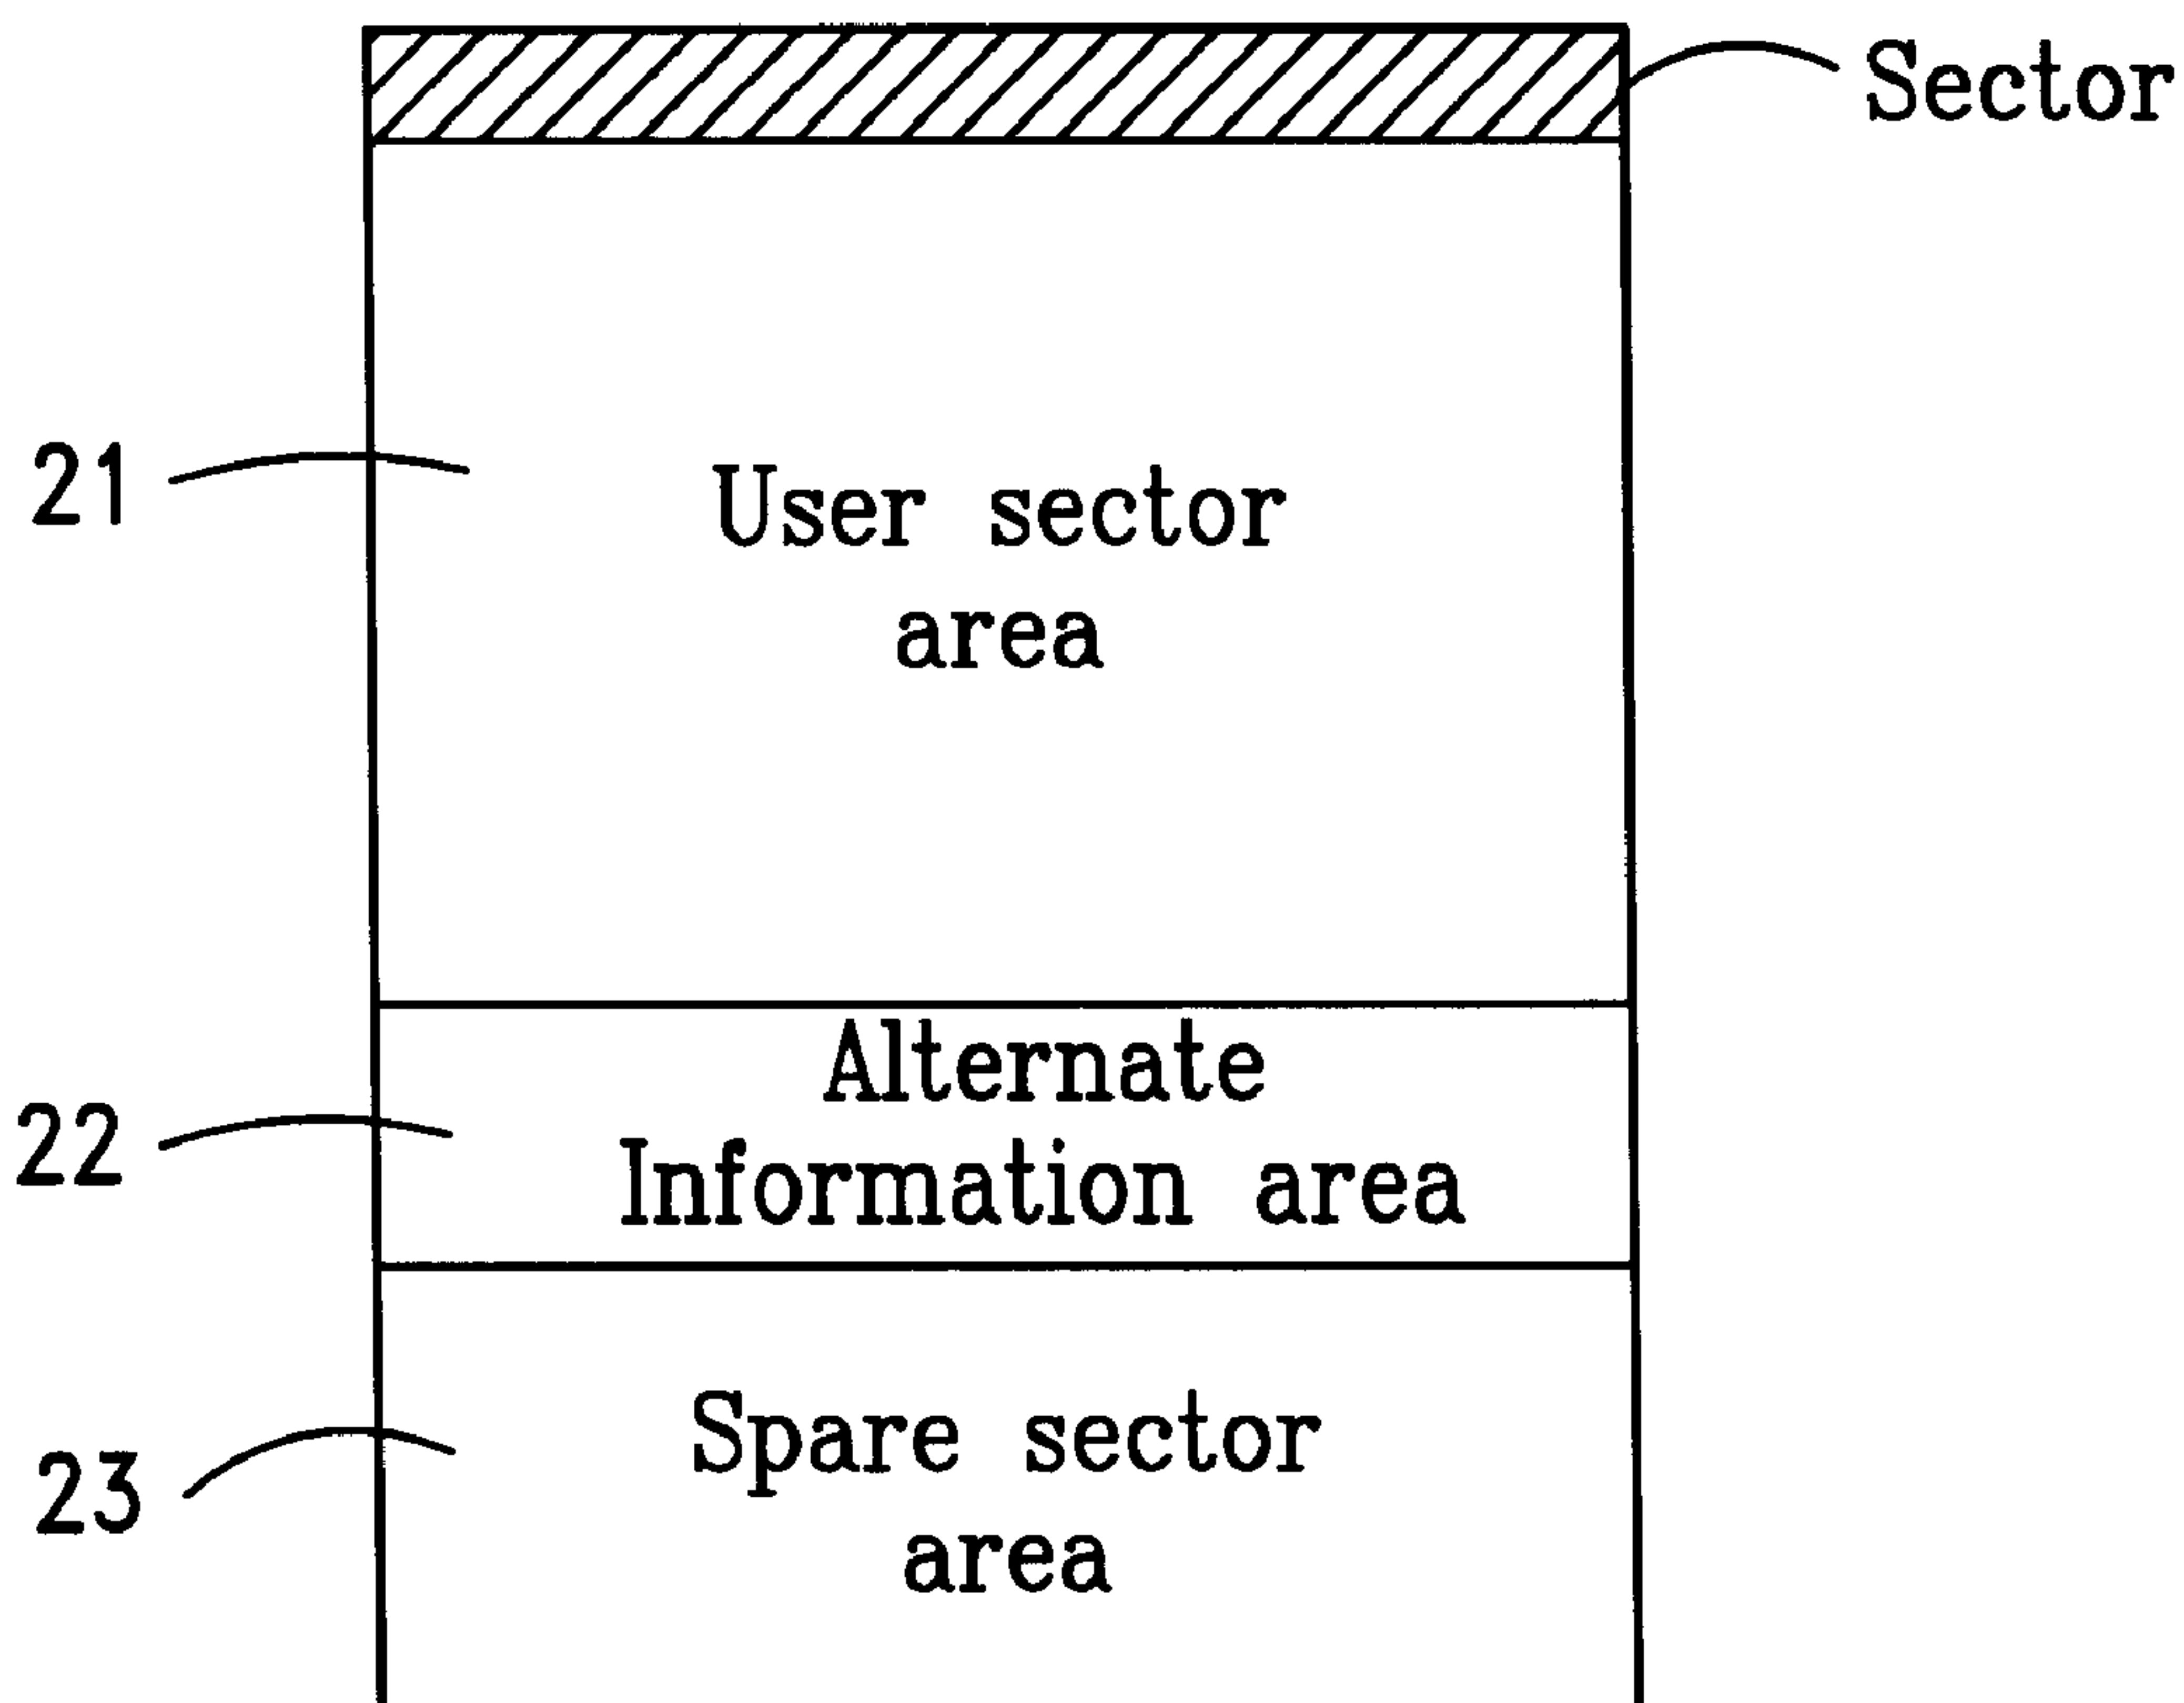 Sector
21
User sector
area
Alternate
22
Information area
Spare sector
23
area